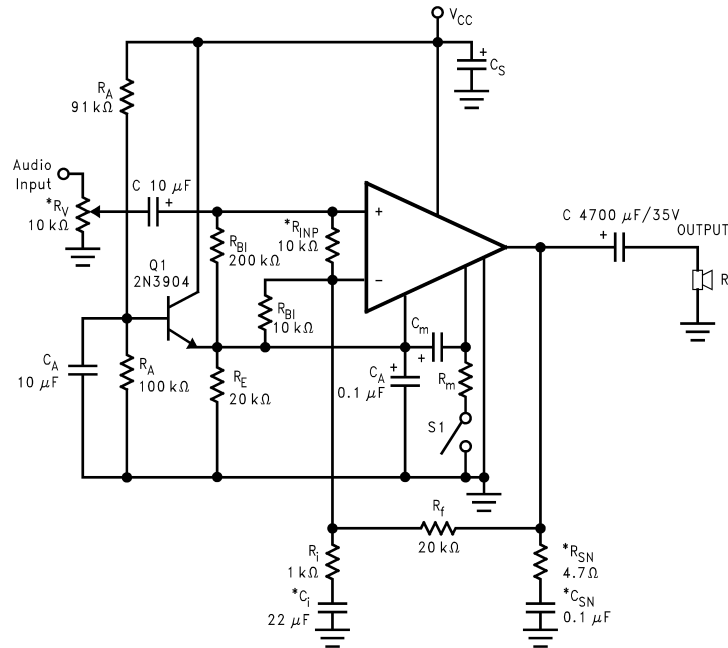 V_CC
+
C_S
R_A
91 kΩ
Audio
Input
*R_V
10 kΩ
C 10 μF
+
R_BI
200 kΩ
*R_INP
10 kΩ
+
−
C 4700 μF/35V
+
OUTPUT
R
Q1
2N3904
R_BI
10 kΩ
C_A
10 μF
R_A
100 kΩ
R_E
20 kΩ
+
C_A
0.1 μF
C_m
+
R_m
S1
R_f
20 kΩ
R_i
1 kΩ
*C_i
22 μF
*R_SN
4.7Ω
*C_SN
0.1 μF